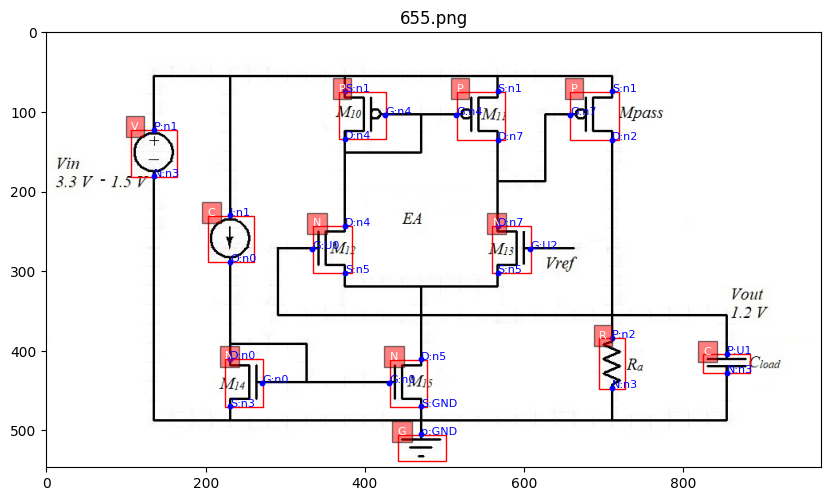 655.png
0
100
200
300
400
500
0
200
400
600
800
V
P:n1
N:n3
Vin
3.3 V - 1.5 V
C
I:n1
O:n0
P
S:n1
G:n4
D:n4
M10
P
S:n1
G:n4
D:n7
M11
P
S:n1
G:n7
D:n2
Mpass
N
D:n4
S:n5
M12
EA
N
D:n7
G:U2
S:n5
M13
Vref
Vout
1.2 V
R
P:n2
N:n3
Ra
C
P:U1
N:n3
Cload
N
D:n0
G:n0
S:n3
M14
N
D:n5
G:n0
S:GND
M15
G
p:GND